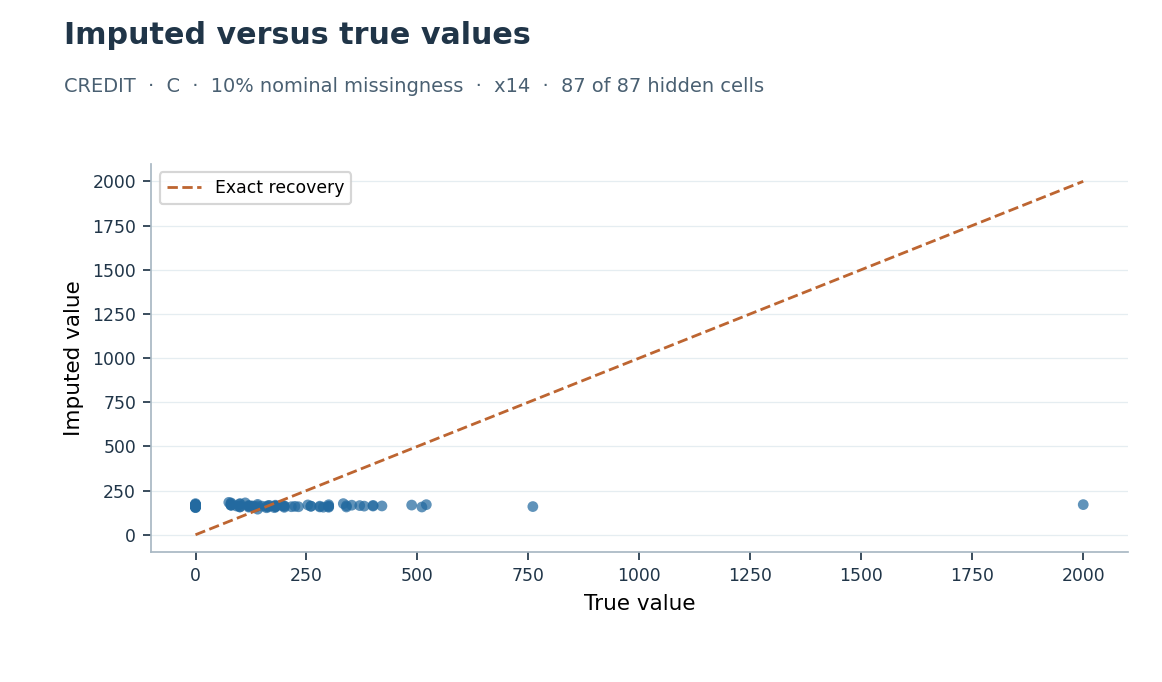 Imputed versus true values
CREDIT · C · 10% nominal missingness · x14 · 87 of 87 hidden cells
Exact recovery
Imputed value
2000
1750
1500
1250
1000
750
500
250
0
0 250 500 750 1000 1250 1500 1750 2000
True value